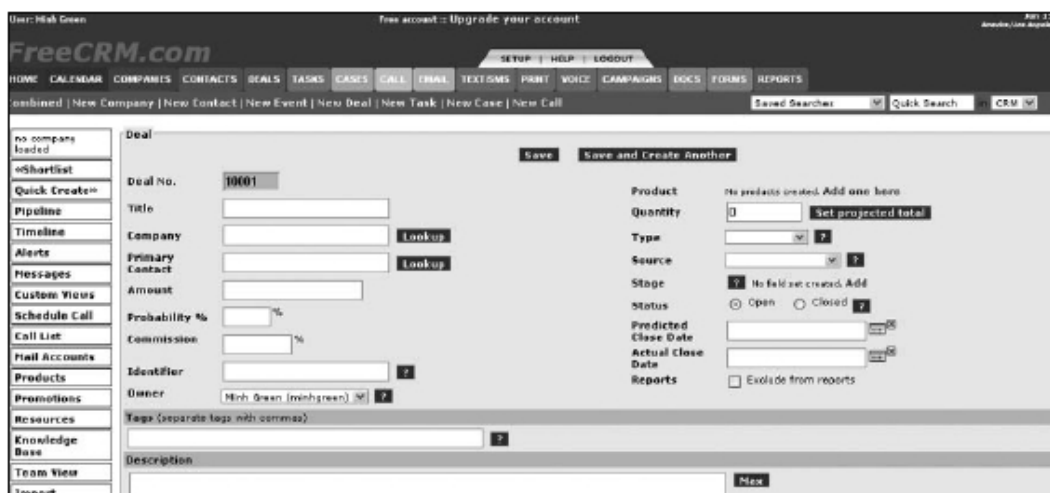 User: Minh Green Free account :: Upgrade your account
FreeCRM.com
SETUP | HELP | LOGOUT
HOME CALENDAR COMPANIES CONTACTS DEALS TASKS CASES CALL EMAIL TEXT/SMS PRINT VOICE CAMPAIGNS DOCS FORMS REPORTS
ombined | New Company | New Contact | New Event | New Deal | New Task | New Case | New Call Saved Searches Quick Search in CRM
no company
loaded
«Shortlist
Quick Create»
Pipeline
Timeline
Alerts
Messages
Custom Views
Schedule Call
Call List
Mail Accounts
Products
Promotions
Resources
Knowledge
Base
Team View
Import
Deal
Save Save and Create Another
Deal No. 10001
Title
Company Lookup
Primary
Contact Lookup
Amount
Probability % %
Commission %
Identifier ?
Owner Minh Green (minhgreen) ?
Product No products created. Add one here
Quantity 0 Set projected total
Type ?
Source ?
Stage ? No field set created. Add
Status Open Closed ?
Predicted
Close Date
Actual Close
Date
Reports Exclude from reports
Tags (separate tags with commas)
?
Description
Max